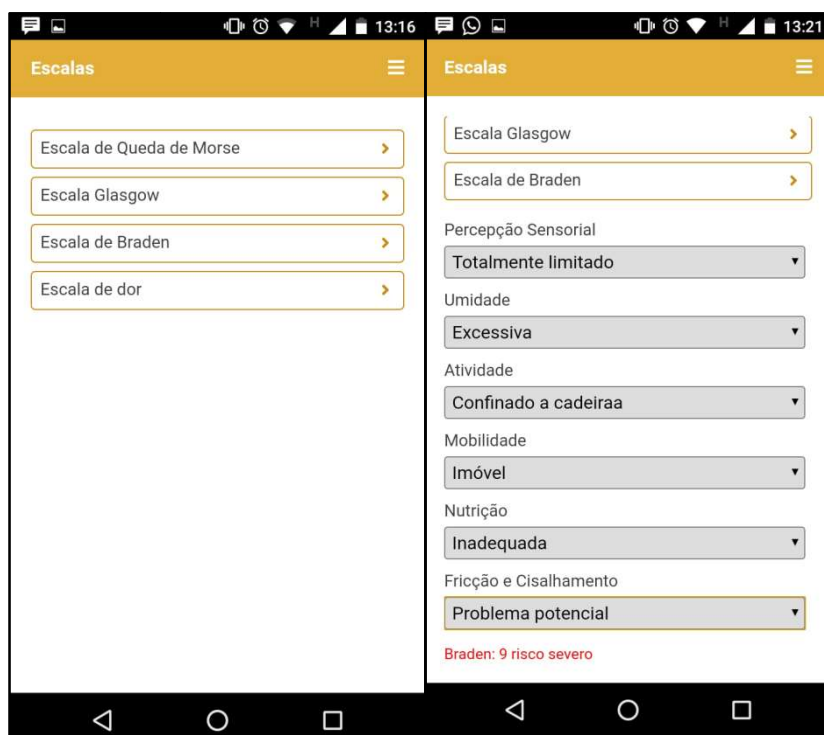 H 13:16
Escalas
Escala de Queda de Morse
Escala Glasgow
Escala de Braden
Escala de dor
H 13:21
Escalas
Escala Glasgow
Escala de Braden
Percepção Sensorial
Totalmente limitado
Umidade
Excessiva
Atividade
Confinado a cadeiraa
Mobilidade
Imóvel
Nutrição
Inadequada
Fricção e Cisalhamento
Problema potencial
Braden: 9 risco severo